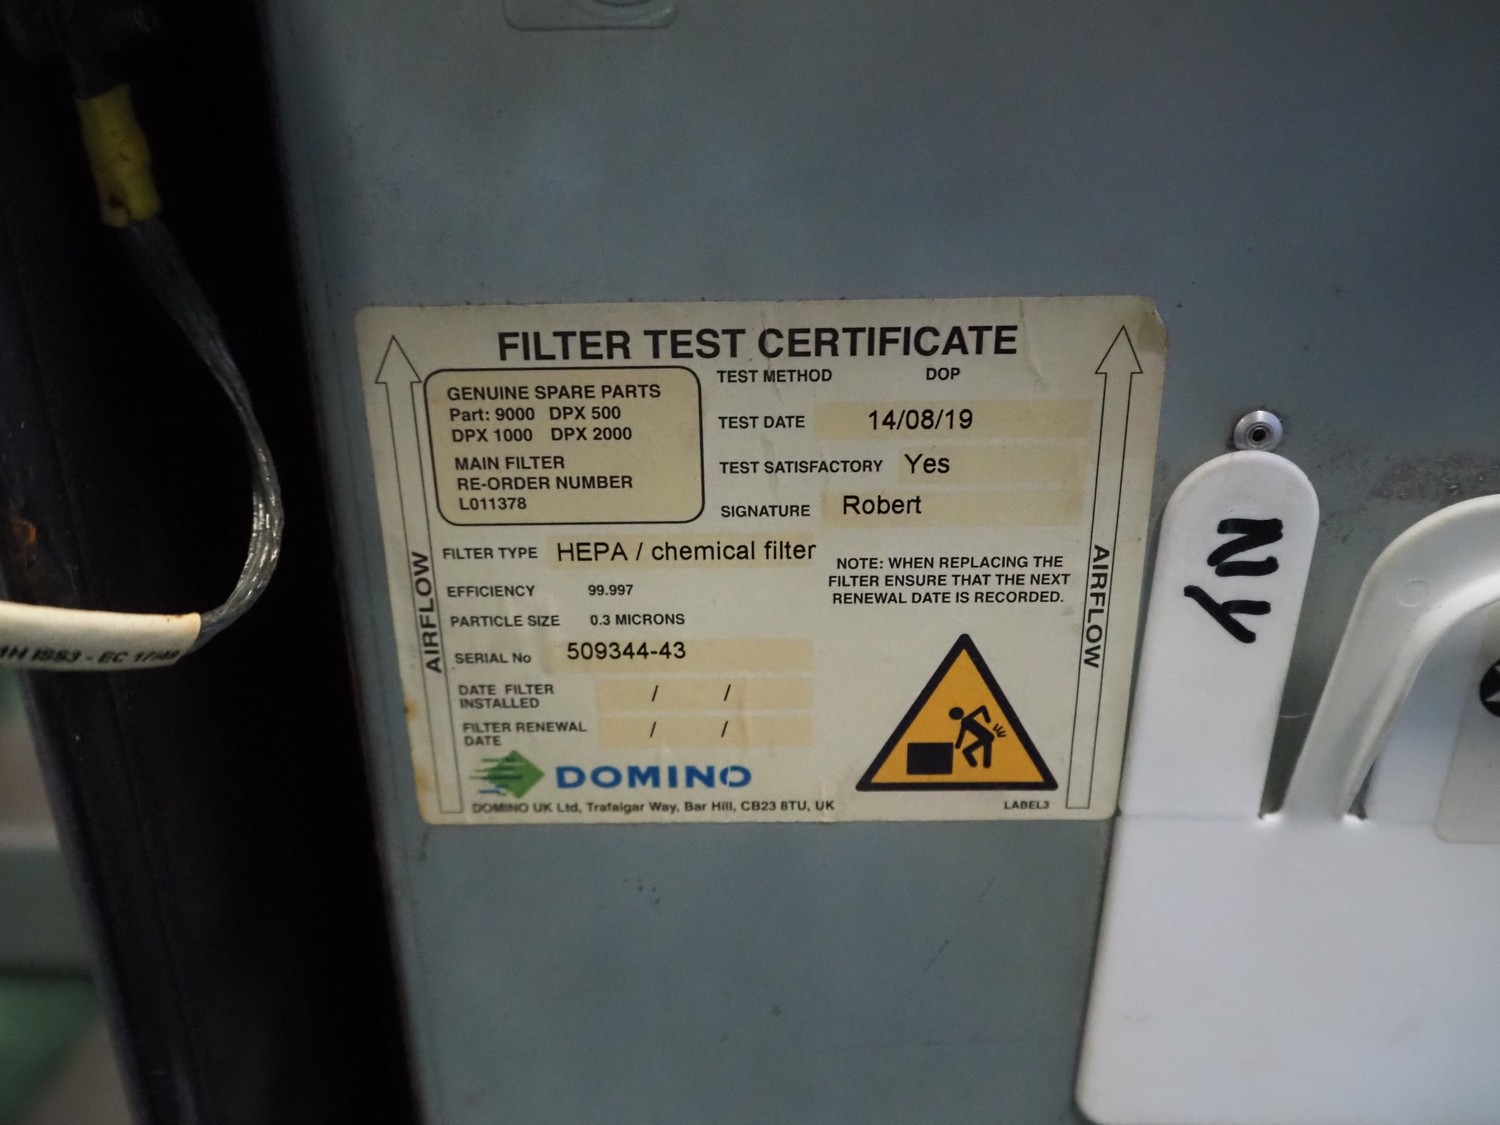 FILTER TEST CERTIFICATE
GENUINE SPARE PARTS
Part: 9000 DPX 500
DPX 1000 DPX 2000
MAIN FILTER
RE-ORDER NUMBER
L011378
TEST METHOD DOP
TEST DATE 14/08/19
TEST SATISFACTORY Yes
SIGNATURE Robert
AIRFLOW
FILTER TYPE HEPA / chemical filter
EFFICIENCY 99.997
PARTICLE SIZE 0.3 MICRONS
SERIAL No 509344-43
DATE FILTER
INSTALLED / /
FILTER RENEWAL
DATE / /
NOTE: WHEN REPLACING THE
FILTER ENSURE THAT THE NEXT
RENEWAL DATE IS RECORDED.
AIRFLOW
DOMINO
DOMINO UK Ltd, Trafalgar Way, Bar Hill, CB23 8TU, UK
LABEL3
Ny